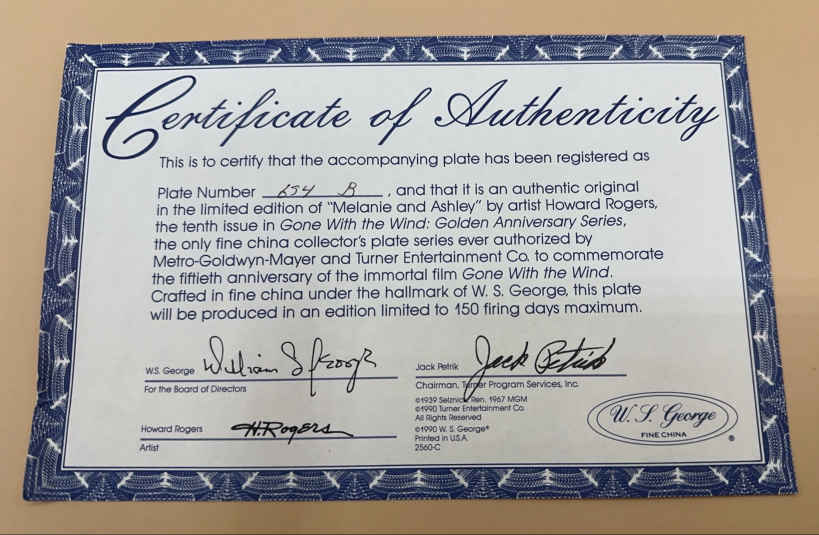 Certificate of Authenticity
This is to certify that the accompanying plate has been registered as
Plate Number 654 B, and that it is an authentic original
in the limited edition of “Melanie and Ashley” by artist Howard Rogers,
the tenth issue in Gone With the Wind: Golden Anniversary Series,
the only fine china collector's plate series ever authorized by
Metro-Goldwyn-Mayer and Turner Entertainment Co. to commemorate
the fiftieth anniversary of the immortal film Gone With the Wind.
Crafted in fine china under the hallmark of W. S. George, this plate
will be produced in an edition limited to 150 firing days maximum.
W.S. George William S George
For the Board of Directors
Howard Rogers H. Rogers
Artist
Jack Petrik Jack Petrik
Chairman, Turner Program Services, Inc.
©1939 Selznick Ren. 1967 MGM
©1990 Turner Entertainment Co.
All Rights Reserved
©1990 W. S. George®
Printed in U.S.A.
2560-C
W. S. George
FINE CHINA
®